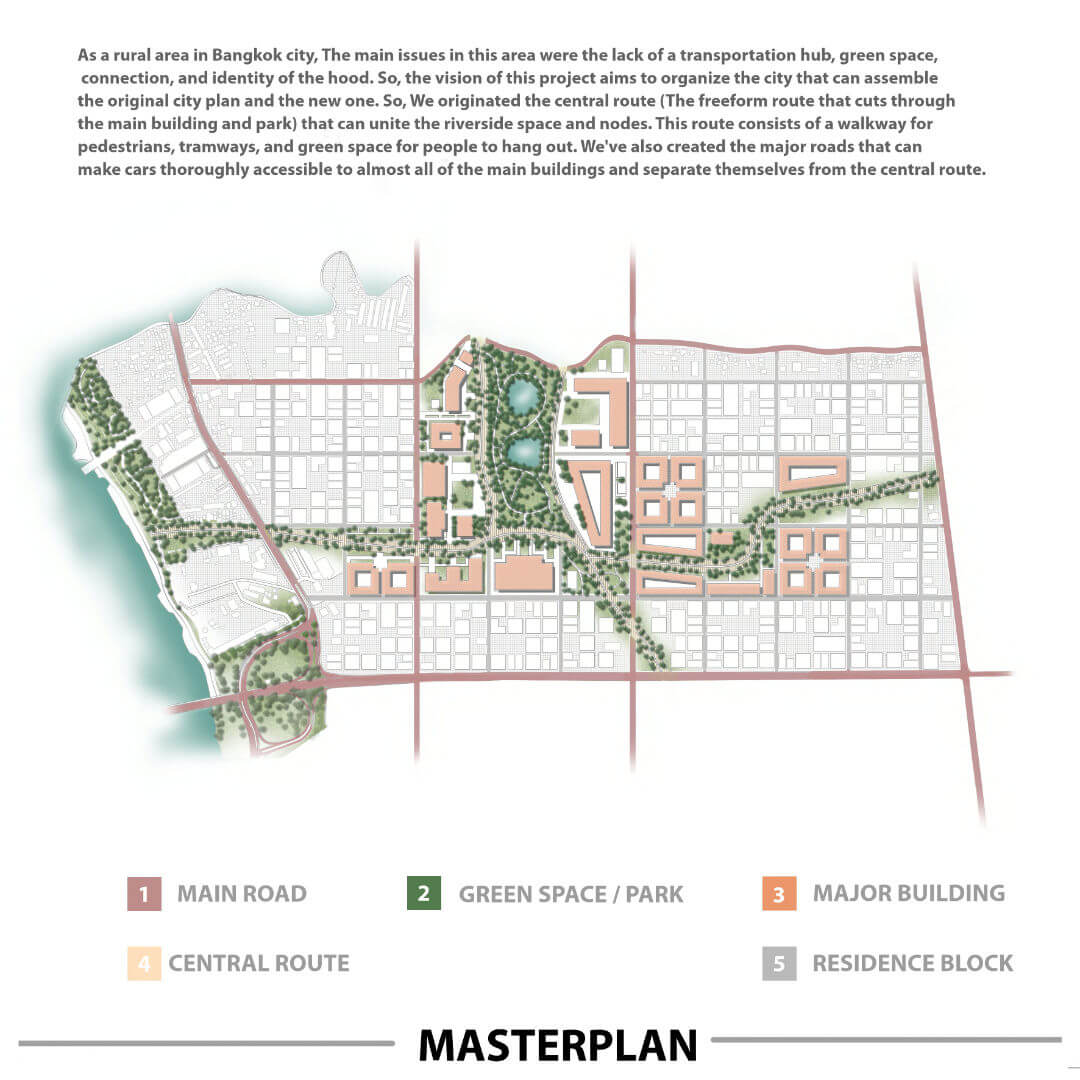 As a rural area in Bangkok city, The main issues in this area were the lack of a transportation hub, green space,
connection, and identity of the hood. So, the vision of this project aims to organize the city that can assemble
the original city plan and the new one. So, We originated the central route (The freeform route that cuts through
the main building and park) that can unite the riverside space and nodes. This route consists of a walkway for
pedestrians, tramways, and green space for people to hang out. We've also created the major roads that can
make cars thoroughly accessible to almost all of the main buildings and separate themselves from the central route.
1 MAIN ROAD
2 GREEN SPACE / PARK
3 MAJOR BUILDING
4 CENTRAL ROUTE
5 RESIDENCE BLOCK
MASTERPLAN